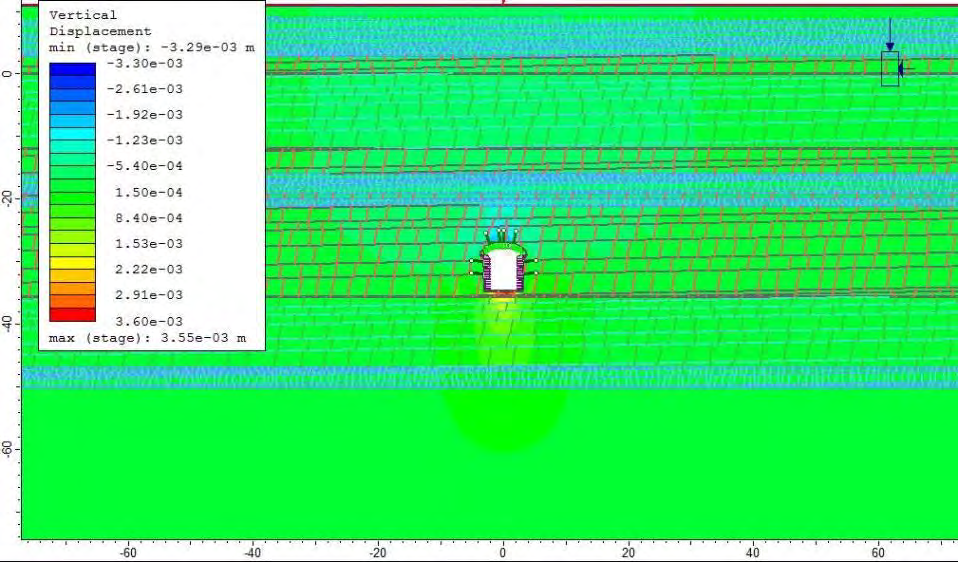 Vertical
Displacement
min (stage): -3.29e-03 m
-3.30e-03
-2.61e-03
-1.92e-03
-1.23e-03
-5.40e-04
1.50e-04
8.40e-04
1.53e-03
2.22e-03
2.91e-03
3.60e-03
max (stage): 3.55e-03 m
0
-20
-40
-60
-60 -40 -20 0 20 40 60